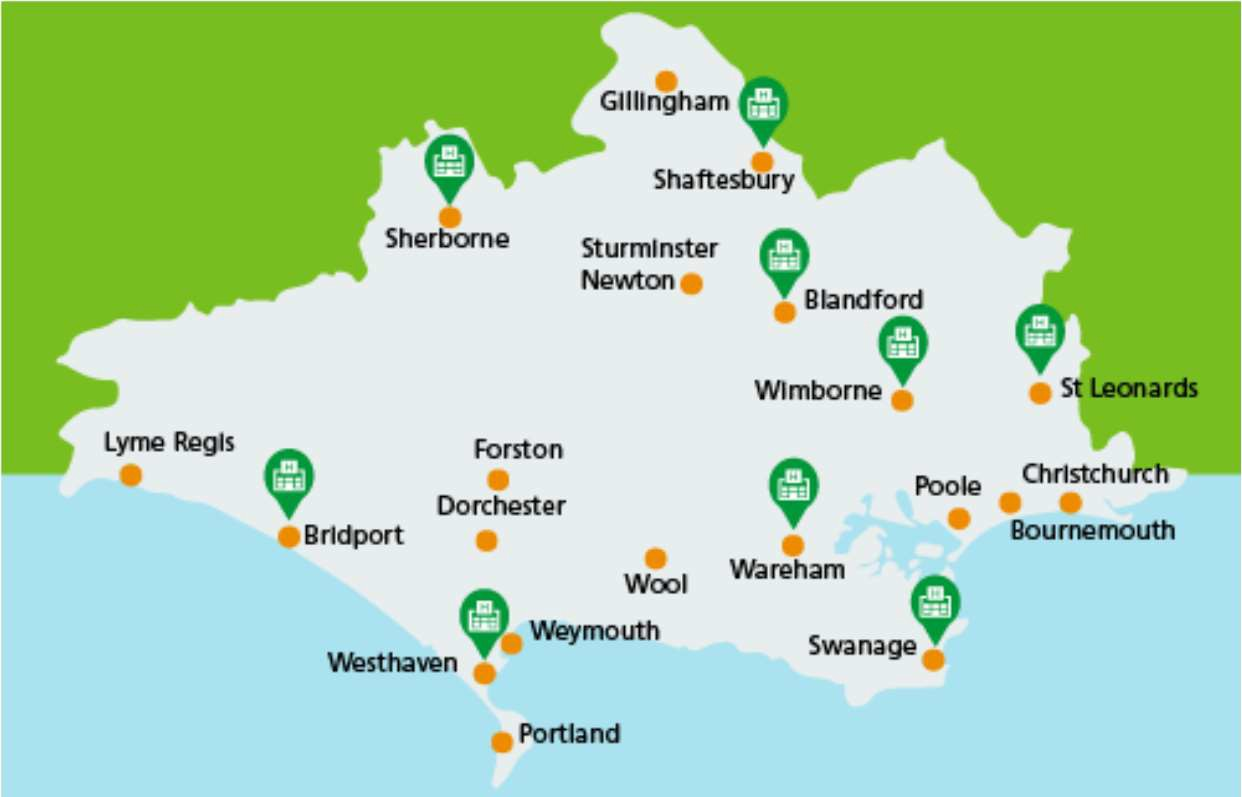 Gillingham
Shaftesbury
Sherborne
Sturminster
Newton
Blandford
Wimborne
St Leonards
Lyme Regis
Forston
Christchurch
Poole
Dorchester
Bridport
Bournemouth
Wareham
Wool
Weymouth
Swanage
Westhaven
Portland
H
H
H
H
H
H
H
H
H